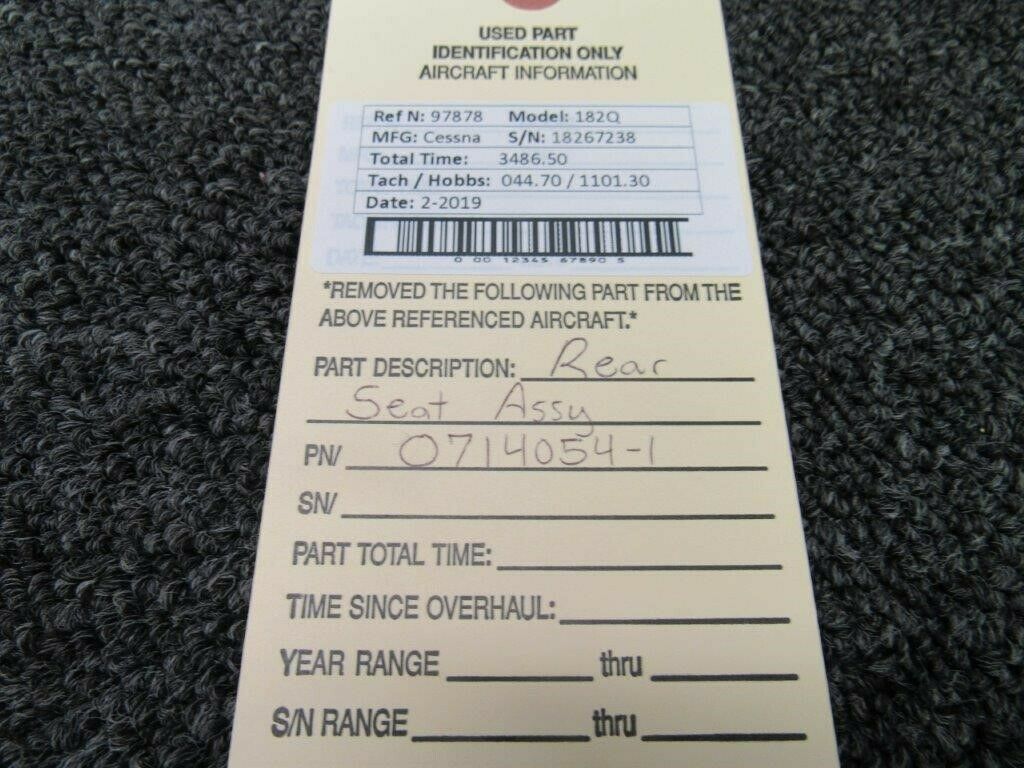 USED PART
IDENTIFICATION ONLY
AIRCRAFT INFORMATION
Ref N: 97878 Model: 182Q
MFG: Cessna S/N: 18267238
Total Time: 3486.50
Tach / Hobbs: 044.70 / 1101.30
Date: 2-2019
0 00 12345 67890 5
*REMOVED THE FOLLOWING PART FROM THE
ABOVE REFERENCED AIRCRAFT.*
PART DESCRIPTION: Rear
Seat Assy
PN/ 0714054-1
SN/
PART TOTAL TIME:
TIME SINCE OVERHAUL:
YEAR RANGE thru
S/N RANGE thru